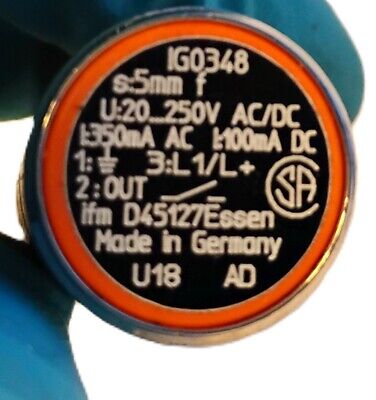 IG0348
s:5mm f
U:20...250V AC/DC
I:350mA AC I:100mA DC
1:⏚ 3:L1/L+
2:OUT
SA
ifm D45127Essen
Made in Germany
U18 AD